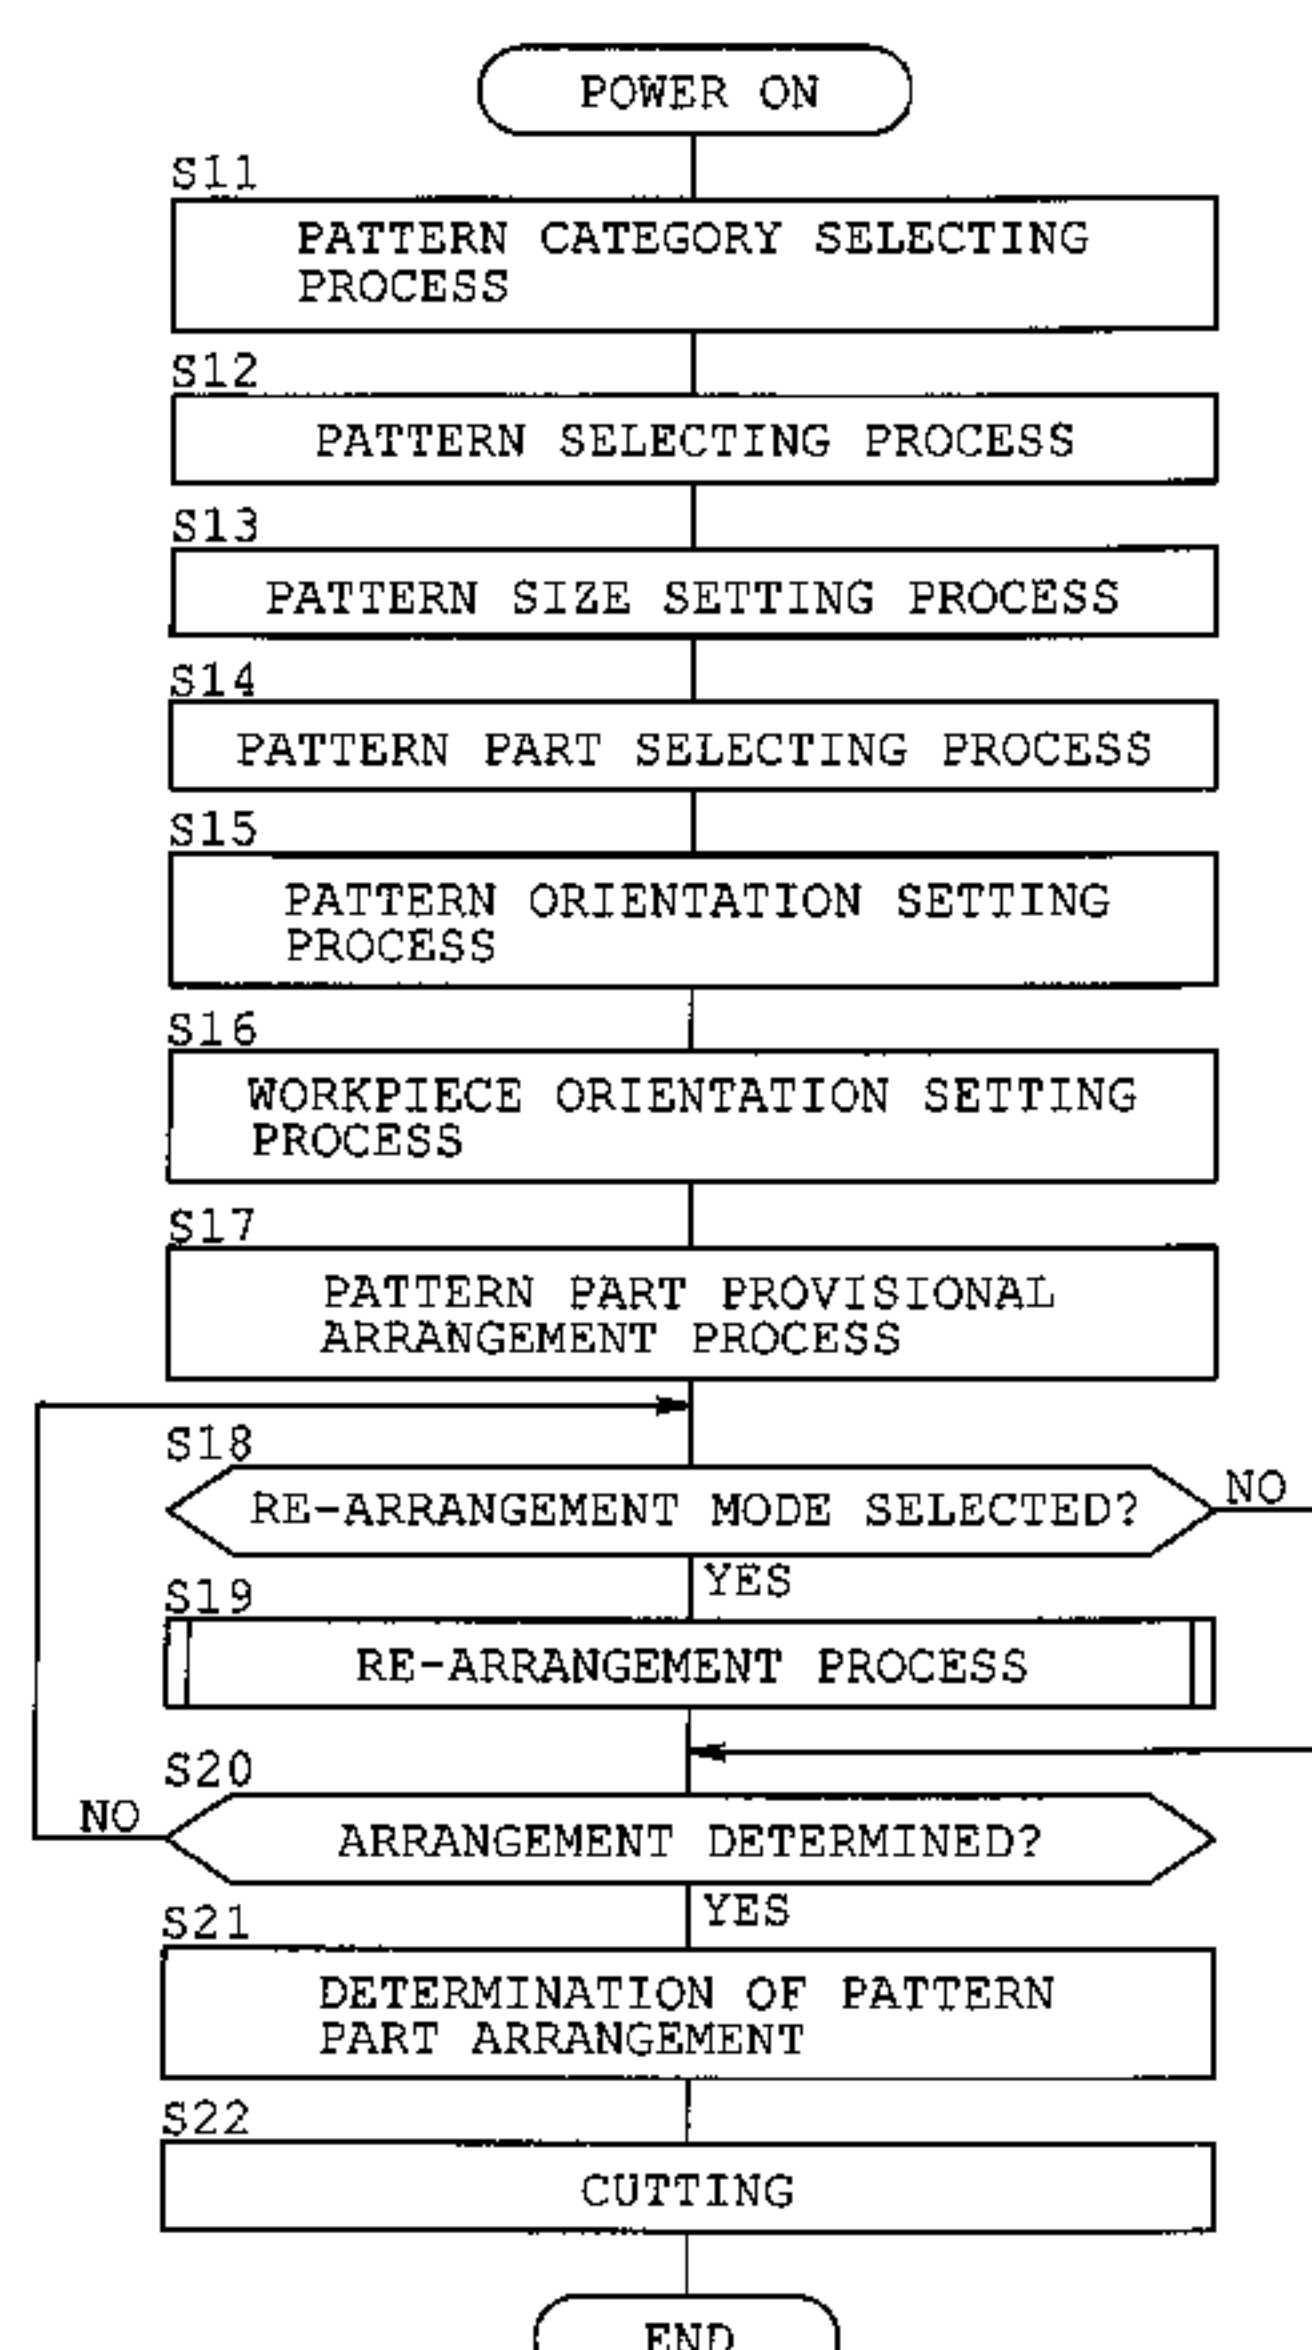 POWER ON
S11
PATTERN CATEGORY SELECTING
PROCESS
S12
PATTERN SELECTING PROCESS
S13
PATTERN SIZE SETTING PROCESS
S14
PATTERN PART SELECTING PROCESS
S15
PATTERN ORIENTATION SETTING
PROCESS
S16
WORKPIECE ORIENTATION SETTING
PROCESS
S17
PATTERN PART PROVISIONAL
ARRANGEMENT PROCESS
S18
RE-ARRANGEMENT MODE SELECTED?
NO
YES
S19
RE-ARRANGEMENT PROCESS
S20
NO
ARRANGEMENT DETERMINED?
YES
S21
DETERMINATION OF PATTERN
PART ARRANGEMENT
S22
CUTTING
END